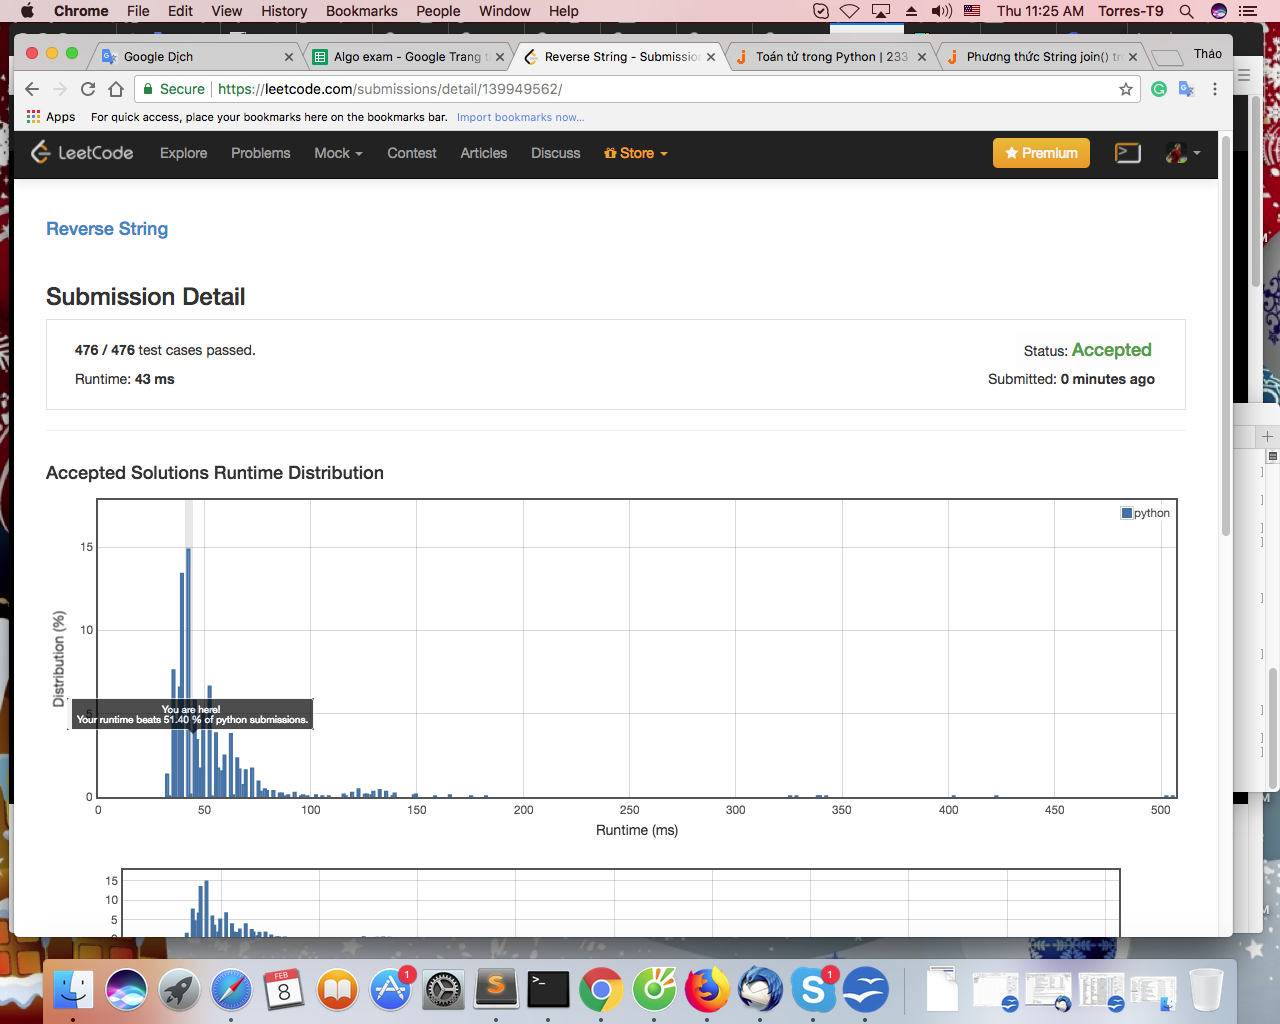 Chrome File Edit View History Bookmarks People Window Help Thu 11:25 AM Torres-T9
Google Dịch Algo exam - Google Trang t Reverse String - Submissio Toán tử trong Python | 233 Phương thức String join() tr Thảo
Secure https://leetcode.com/submissions/detail/139949562/
Apps For quick access, place your bookmarks here on the bookmarks bar. Import bookmarks now...
LeetCode Explore Problems Mock Contest Articles Discuss Store Premium
Reverse String
Submission Detail
476 / 476 test cases passed. Status: Accepted
Runtime: 43 ms Submitted: 0 minutes ago
Accepted Solutions Runtime Distribution
python
15
10
5
0
Distribution (%)
You are here!
Your runtime beats 51.40 % of python submissions.
0 50 100 150 200 250 300 350 400 450 500
Runtime (ms)
15
10
5
FEB
8
1
S
1